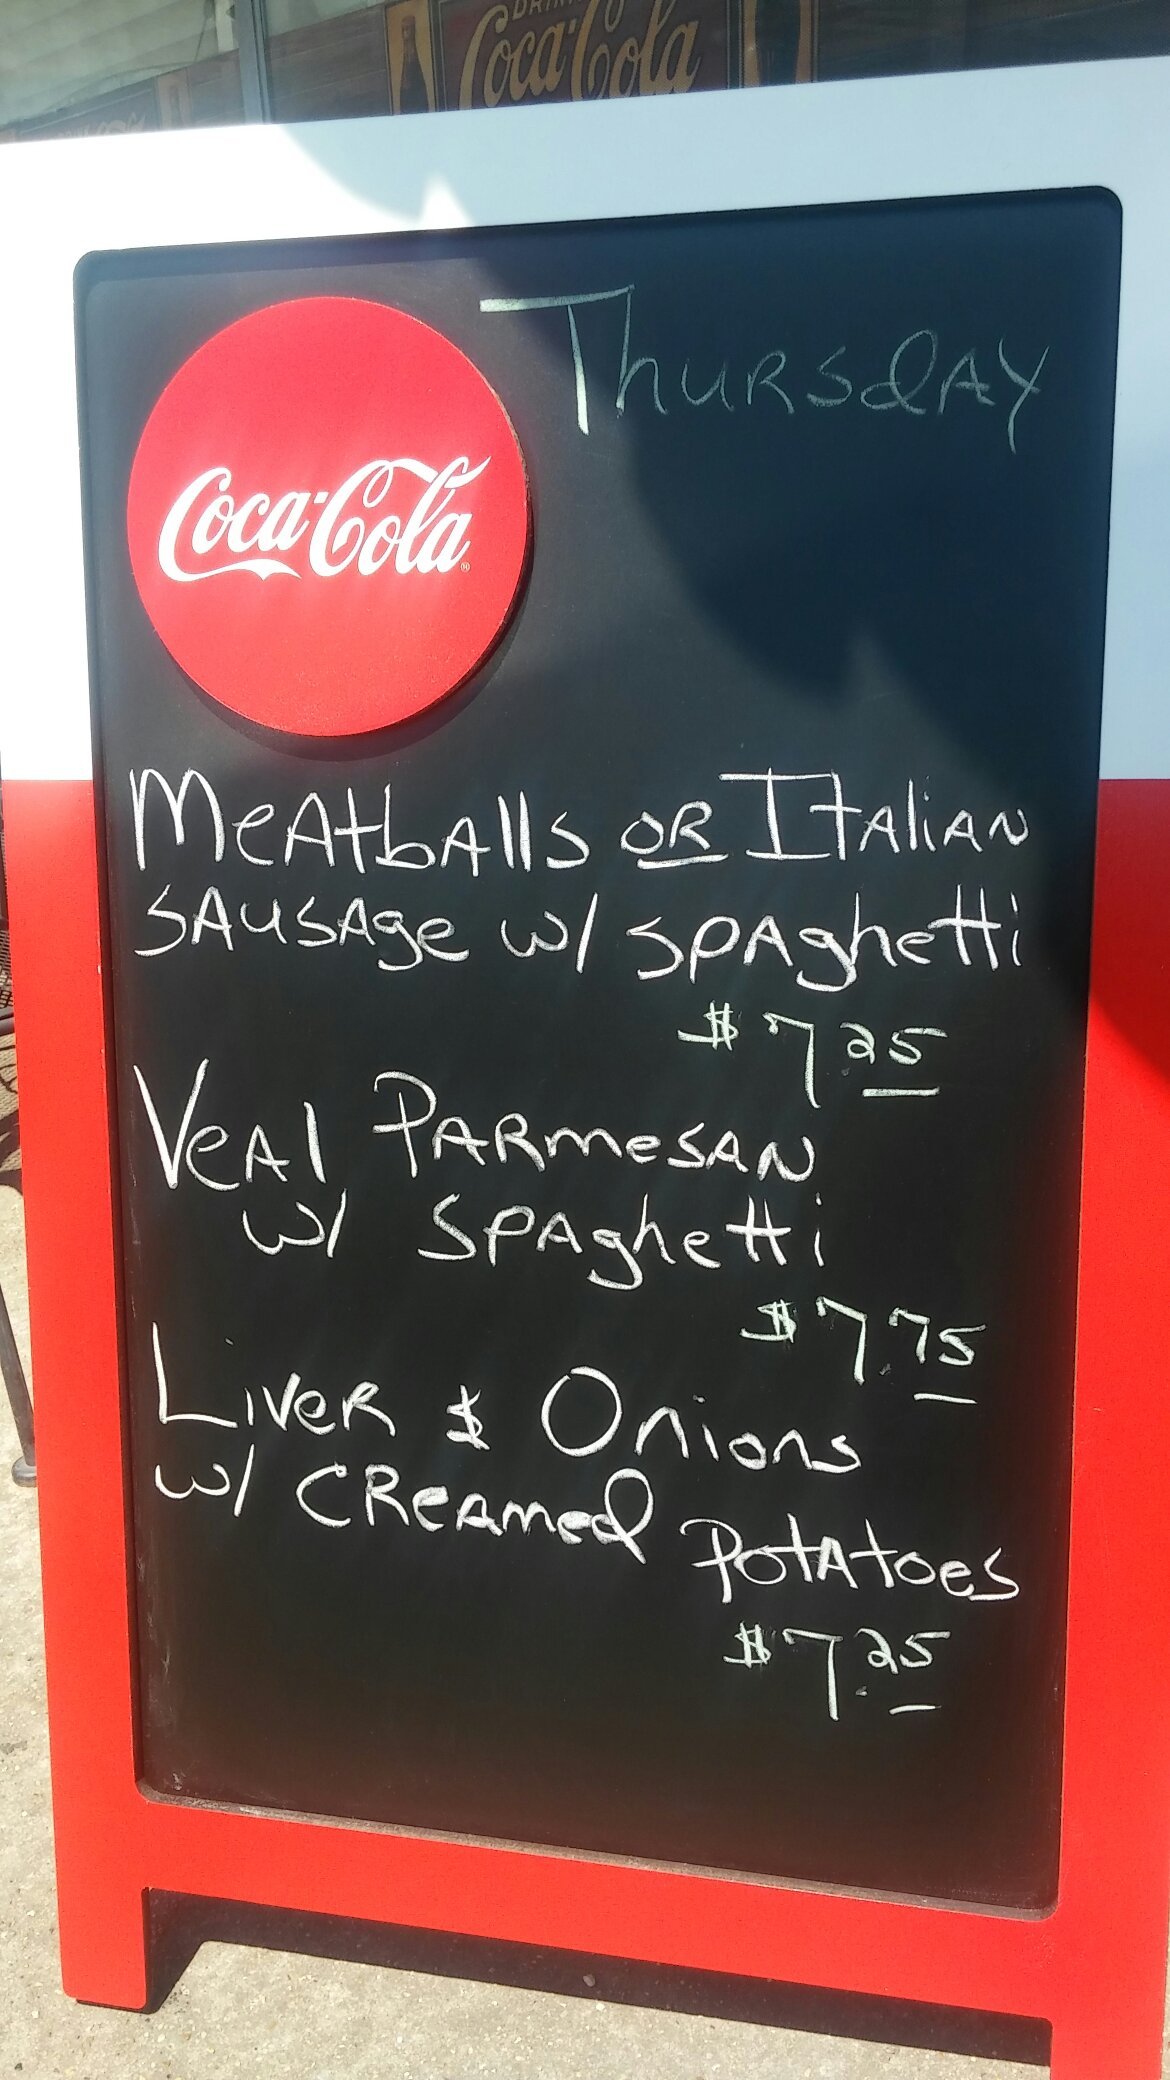 DRINK
Coca-Cola
Coca-Cola
Thursday
Meatballs or Italian
sausage w/ spaghetti
$7.25
Veal Parmesan
w/ spaghetti
$7.75
Liver & Onions
w/ creamed potatoes
$7.25